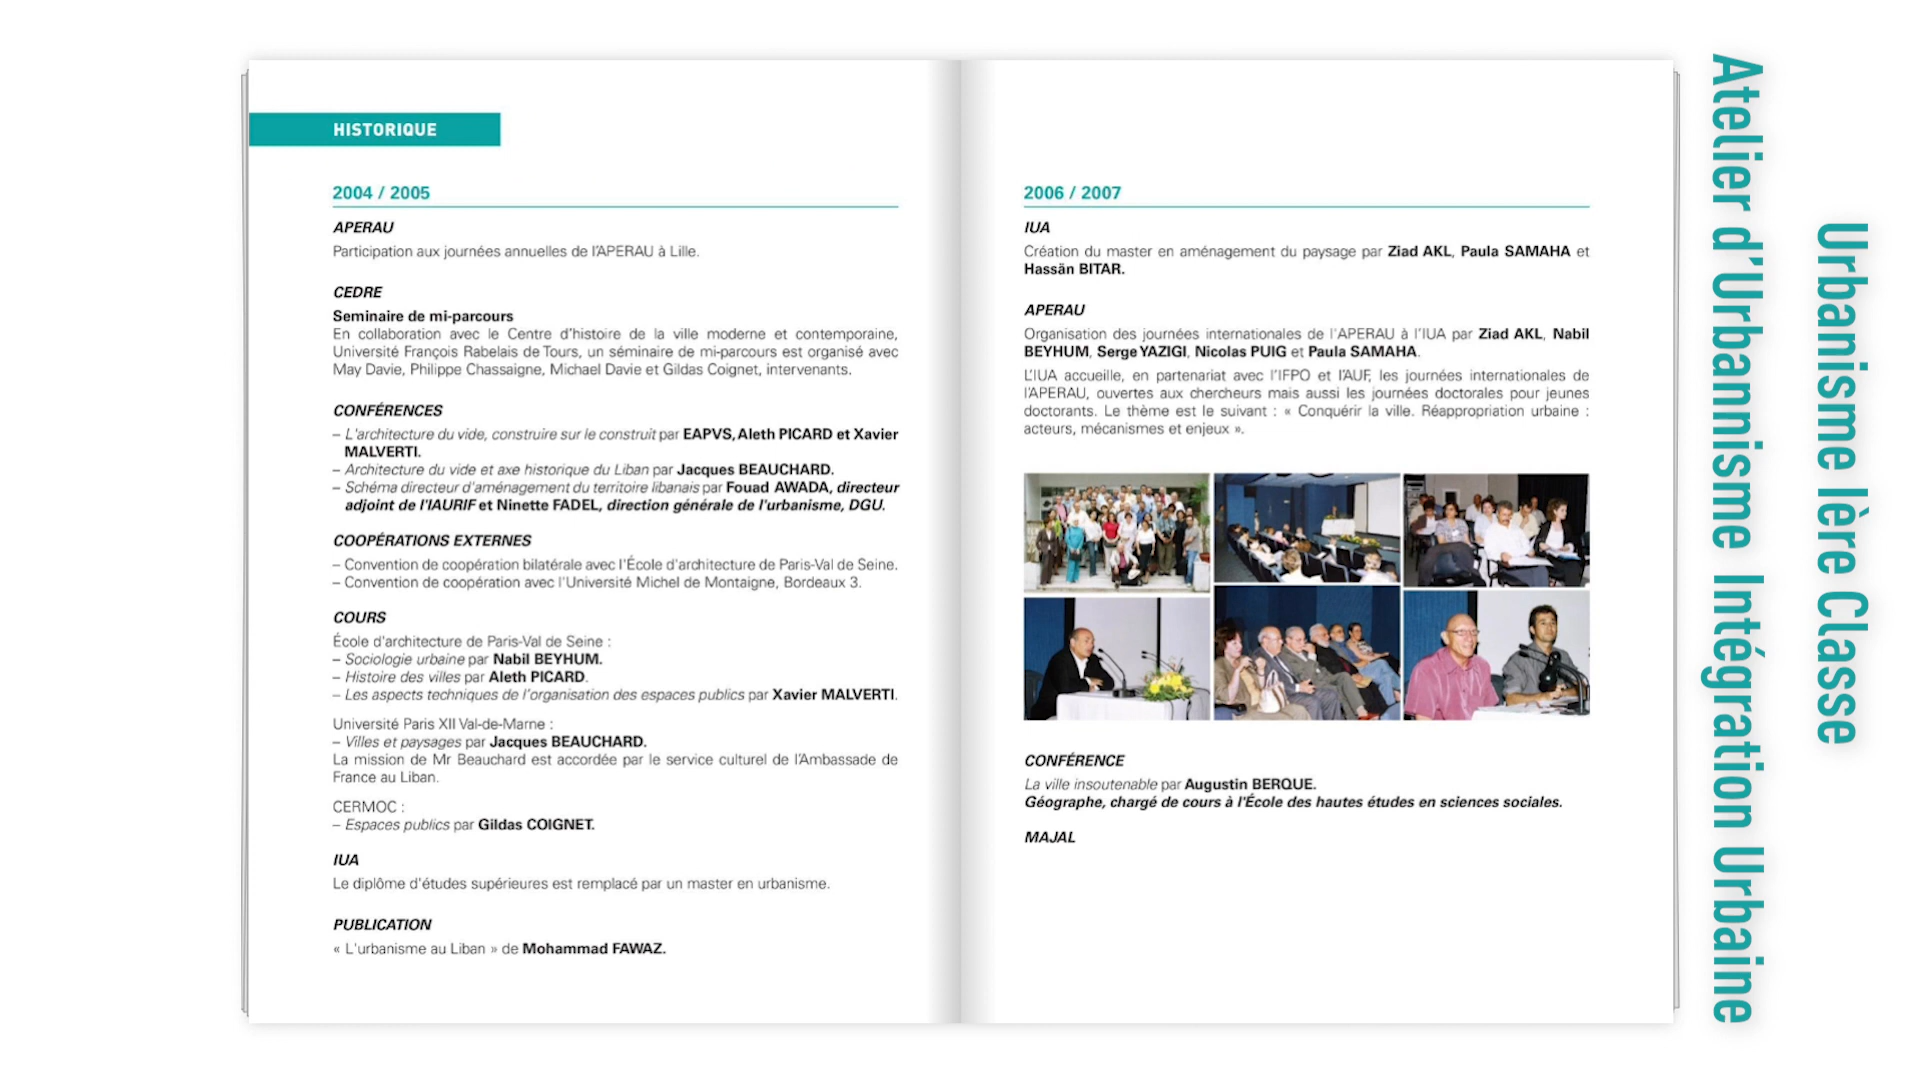 HISTORIQUE
2004 / 2005
APERAU
Participation aux journées annuelles de l'APERAU à Lille.
CEDRE
Seminaire de mi-parcours
En collaboration avec le Centre d'histoire de la ville moderne et contemporaine,
Université François Rabelais de Tours, un séminaire de mi-parcours est organisé avec
May Davie, Philippe Chassaigne, Michael Davie et Gildas Coignet, intervenants.
CONFÉRENCES
– L'architecture du vide, construire sur le construit par EAPVS, Aleth PICARD et Xavier
MALVERTI.
– Architecture du vide et axe historique du Liban par Jacques BEAUCHARD.
– Schéma directeur d'aménagement du territoire libanais par Fouad AWADA, directeur
adjoint de l'IAURIF et Ninette FADEL, direction générale de l'urbanisme, DGU.
COOPÉRATIONS EXTERNES
– Convention de coopération bilatérale avec l'École d'architecture de Paris-Val de Seine.
– Convention de coopération avec l'Université Michel de Montaigne, Bordeaux 3.
COURS
École d'architecture de Paris-Val de Seine :
– Sociologie urbaine par Nabil BEYHUM.
– Histoire des villes par Aleth PICARD.
– Les aspects techniques de l'organisation des espaces publics par Xavier MALVERTI.
Université Paris XII Val-de-Marne :
– Villes et paysages par Jacques BEAUCHARD.
La mission de Mr Beauchard est accordée par le service culturel de l'Ambassade de
France au Liban.
CERMOC :
– Espaces publics par Gildas COIGNET.
IUA
Le diplôme d'études supérieures est remplacé par un master en urbanisme.
PUBLICATION
« L'urbanisme au Liban » de Mohammad FAWAZ.
2006 / 2007
IUA
Création du master en aménagement du paysage par Ziad AKL, Paula SAMAHA et
Hassän BITAR.
APERAU
Organisation des journées internationales de l'APERAU à l'IUA par Ziad AKL, Nabil
BEYHUM, Serge YAZIGI, Nicolas PUIG et Paula SAMAHA.
L'IUA accueille, en partenariat avec l'IFPO et l'AUF, les journées internationales de
l'APERAU, ouvertes aux chercheurs mais aussi les journées doctorales pour jeunes
doctorants. Le thème est le suivant : « Conquérir la ville. Réappropriation urbaine :
acteurs, mécanismes et enjeux ».
CONFÉRENCE
La ville insoutenable par Augustin BERQUE.
Géographe, chargé de cours à l'École des hautes études en sciences sociales.
MAJAL
Urbanisme Ière Classe
Atelier d'Urbannisme Intégration Urbaine